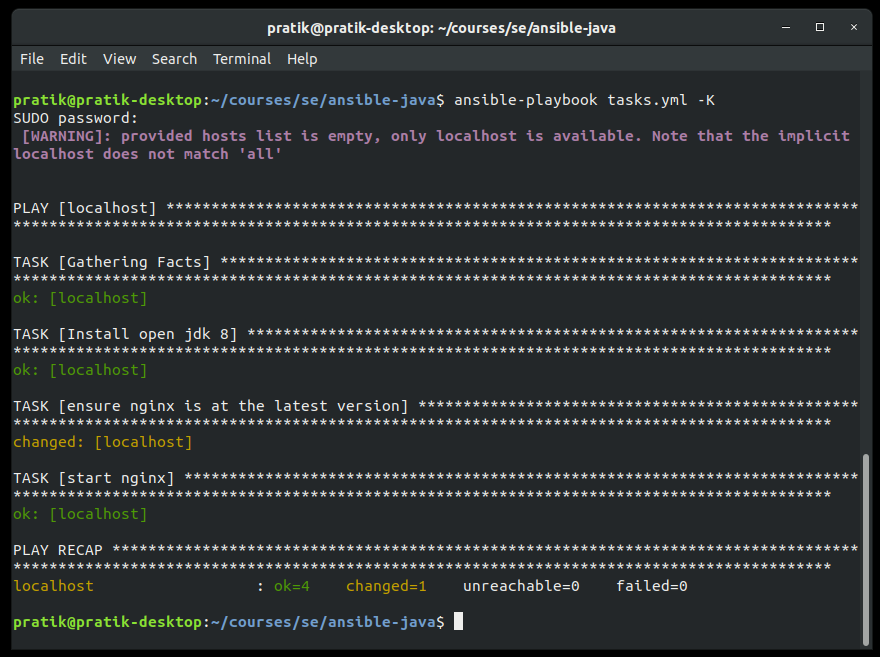 pratik@pratik-desktop: ~/courses/se/ansible-java
File Edit View Search Terminal Help
pratik@pratik-desktop:~/courses/se/ansible-java$ ansible-playbook tasks.yml -K
SUDO password:
 [WARNING]: provided hosts list is empty, only localhost is available. Note that the implicit
localhost does not match 'all'
PLAY [localhost] *****************************************************************************
*******************************************************************************************
TASK [Gathering Facts] ***********************************************************************
*******************************************************************************************
ok: [localhost]
TASK [Install open jdk 8] ********************************************************************
*******************************************************************************************
ok: [localhost]
TASK [ensure nginx is at the latest version] *************************************************
*******************************************************************************************
changed: [localhost]
TASK [start nginx] ***************************************************************************
*******************************************************************************************
ok: [localhost]
PLAY RECAP ***********************************************************************************
*******************************************************************************************
localhost                  : ok=4    changed=1    unreachable=0    failed=0
pratik@pratik-desktop:~/courses/se/ansible-java$